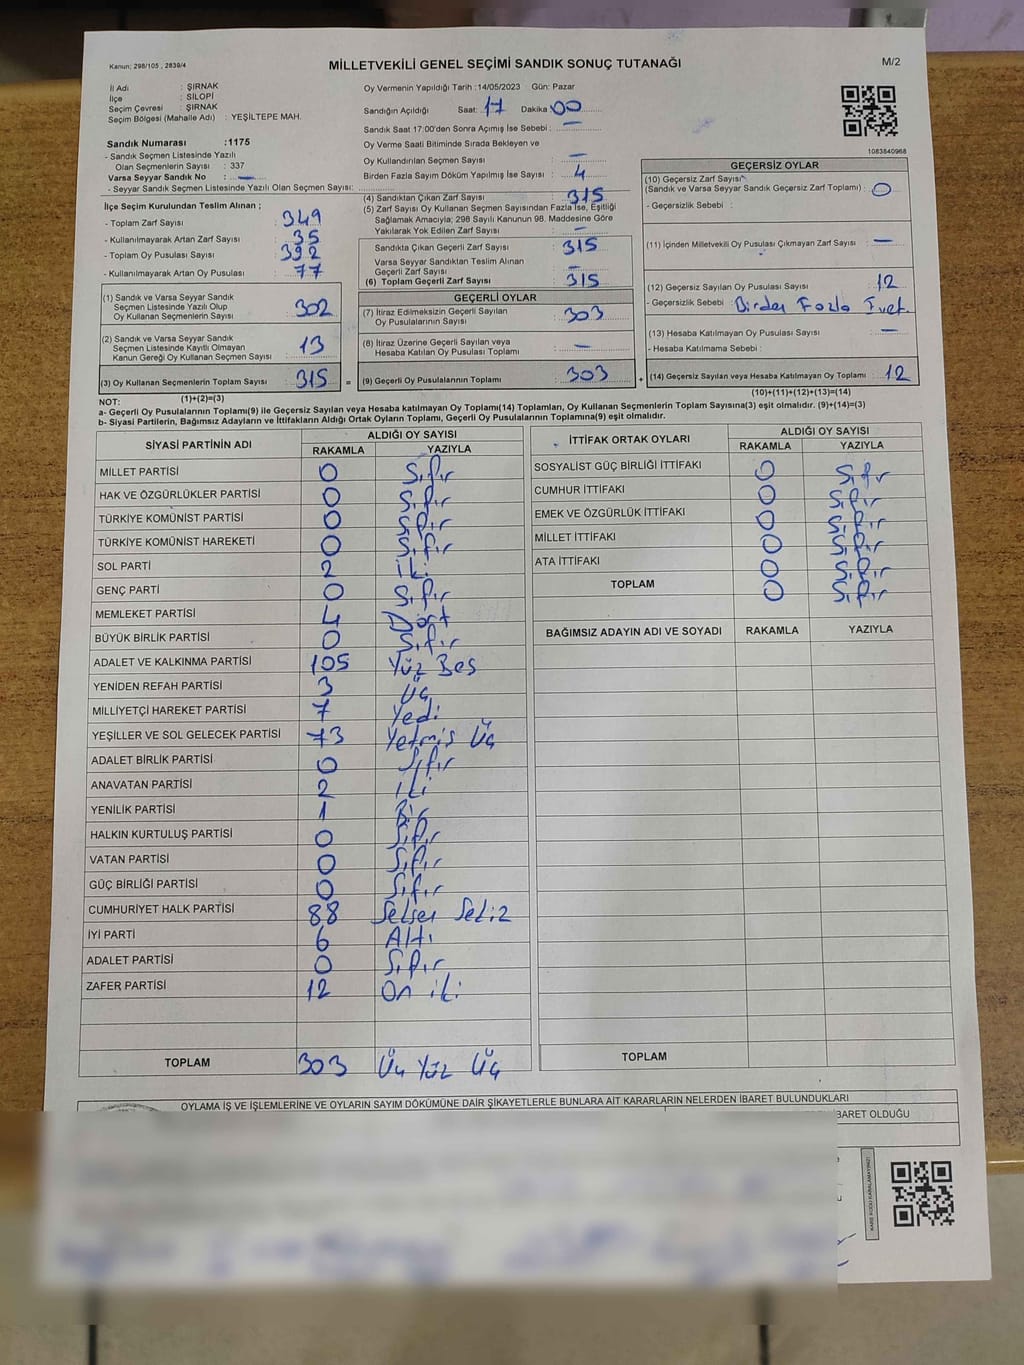 Kanun: 298/105 , 2839/4
MİLLETVEKİLİ GENEL SEÇİMİ SANDIK SONUÇ TUTANAĞI
M/2
İl Adı : ŞIRNAK
İlçe : SİLOPİ
Seçim Çevresi : ŞIRNAK
Seçim Bölgesi (Mahalle Adı) : YEŞİLTEPE MAH.
Sandık Numarası :1175
- Sandık Seçmen Listesinde Yazılı
Olan Seçmenlerin Sayısı : 337
Varsa Seyyar Sandık No : —
- Seyyar Sandık Seçmen Listesinde Yazılı Olan Seçmen Sayısı:
Oy Vermenin Yapıldığı Tarih :14/05/2023 Gün: Pazar
Sandığın Açıldığı Saat: 17 Dakika 00
Sandık Saat 17:00'den Sonra Açımış İse Sebebi : —
Oy Verme Saati Bitiminde Sırada Bekleyen ve
Oy Kullandırılan Seçmen Sayısı : —
Birden Fazla Sayım Döküm Yapılmış İse Sayısı : 4
1083840968
İlçe Seçim Kurulundan Teslim Alınan ;
- Toplam Zarf Sayısı : 349
- Kullanılmayarak Artan Zarf Sayısı : 35
- Toplam Oy Pusulası Sayısı : 392
- Kullanılmayarak Artan Oy Pusulası : 77
(1) Sandık ve Varsa Seyyar Sandık
Seçmen Listesinde Yazılı Olup
Oy Kullanan Seçmenlerin Sayısı : 302
(2) Sandık ve Varsa Seyyar Sandık
Seçmen Listesinde Kayıtlı Olmayan
Kanun Gereği Oy Kullanan Seçmen Sayısı : 13
(3) Oy Kullanan Seçmenlerin Toplam Sayısı : 315 =
(1)+(2)=(3)
(4) Sandıktan Çıkan Zarf Sayısı : 315
(5) Zarf Sayısı Oy Kullanan Seçmen Sayısından Fazla İse, Eşitliği
Sağlamak Amacıyla; 298 Sayılı Kanunun 98. Maddesine Göre
Yakılarak Yok Edilen Zarf Sayısı : —
Sandıkta Çıkan Geçerli Zarf Sayısı : 315
Varsa Seyyar Sandıktan Teslim Alınan
Geçerli Zarf Sayısı : —
(6) Toplam Geçerli Zarf Sayısı : 315
GEÇERLİ OYLAR
(7) İtiraz Edilmeksizin Geçerli Sayılan
Oy Pusulalarının Sayısı : 303
(8) İtiraz Üzerine Geçerli Sayılan veya
Hesaba Katılan Oy Pusulası Toplamı : —
(9) Geçerli Oy Pusulalarının Toplamı : 303 +
GEÇERSİZ OYLAR
(10) Geçersiz Zarf Sayısı
(Sandık ve Varsa Seyyar Sandık Geçersiz Zarf Toplamı) : 0
- Geçersizlik Sebebi :
(11) İçinden Milletvekili Oy Pusulası Çıkmayan Zarf Sayısı : —
(12) Geçersiz Sayılan Oy Pusulası Sayısı : 12
- Geçersizlik Sebebi : Birden Fazla Evet.
(13) Hesaba Katılmayan Oy Pusulası Sayısı : —
- Hesaba Katılmama Sebebi :
(14) Geçersiz Sayılan veya Hesaba Katılmayan Oy Toplamı : 12
(10)+(11)+(12)+(13)=(14)
NOT:
a- Geçerli Oy Pusulalarının Toplamı(9) ile Geçersiz Sayılan veya Hesaba katılmayan Oy Toplamı(14) Toplamları, Oy Kullanan Seçmenlerin Toplam Sayısına(3) eşit olmalıdır. (9)+(14)=(3)
b- Siyasi Partilerin, Bağımsız Adayların ve İttifakların Aldığı Ortak Oyların Toplamı, Geçerli Oy Pusulalarının Toplamına(9) eşit olmalıdır.
SİYASİ PARTİNİN ADI ALDIĞI OY SAYISI
RAKAMLA YAZIYLA
MİLLET PARTİSİ 0 Sıfır
HAK VE ÖZGÜRLÜKLER PARTİSİ 0 Sıfır
TÜRKİYE KOMÜNİST PARTİSİ 0 Sıfır
TÜRKİYE KOMÜNİST HAREKETİ 0 Sıfır
SOL PARTİ 2 İki
GENÇ PARTİ 0 Sıfır
MEMLEKET PARTİSİ 4 Dört
BÜYÜK BİRLİK PARTİSİ 0 Sıfır
ADALET VE KALKINMA PARTİSİ 105 Yüz Beş
YENİDEN REFAH PARTİSİ 3 Üç
MİLLİYETÇİ HAREKET PARTİSİ 7 Yedi
YEŞİLLER VE SOL GELECEK PARTİSİ 73 Yetmiş Üç
ADALET BİRLİK PARTİSİ 0 Sıfır
ANAVATAN PARTİSİ 2 İki
YENİLİK PARTİSİ 1 Bir
HALKIN KURTULUŞ PARTİSİ 0 Sıfır
VATAN PARTİSİ 0 Sıfır
GÜÇ BİRLİĞİ PARTİSİ 0 Sıfır
CUMHURİYET HALK PARTİSİ 88 Seksen Sekiz
İYİ PARTİ 6 Altı
ADALET PARTİSİ 0 Sıfır
ZAFER PARTİSİ 12 On iki
TOPLAM 303 Üç Yüz Üç
İTTİFAK ORTAK OYLARI ALDIĞI OY SAYISI
RAKAMLA YAZIYLA
SOSYALİST GÜÇ BİRLİĞİ İTTİFAKI 0 Sıfır
CUMHUR İTTİFAKI 0 Sıfır
EMEK VE ÖZGÜRLÜK İTTİFAKI 0 Sıfır
MİLLET İTTİFAKI 0 Sıfır
ATA İTTİFAKI 0 Sıfır
TOPLAM 0 Sıfır
BAĞIMSIZ ADAYIN ADI VE SOYADI RAKAMLA YAZIYLA
TOPLAM
OYLAMA İŞ VE İŞLEMLERİNE VE OYLARIN SAYIM DÖKÜMÜNE DAİR ŞİKAYETLERLE BUNLARA AİT KARARLARIN NELERDEN İBARET BULUNDUKLARI
İBARET OLDUĞU